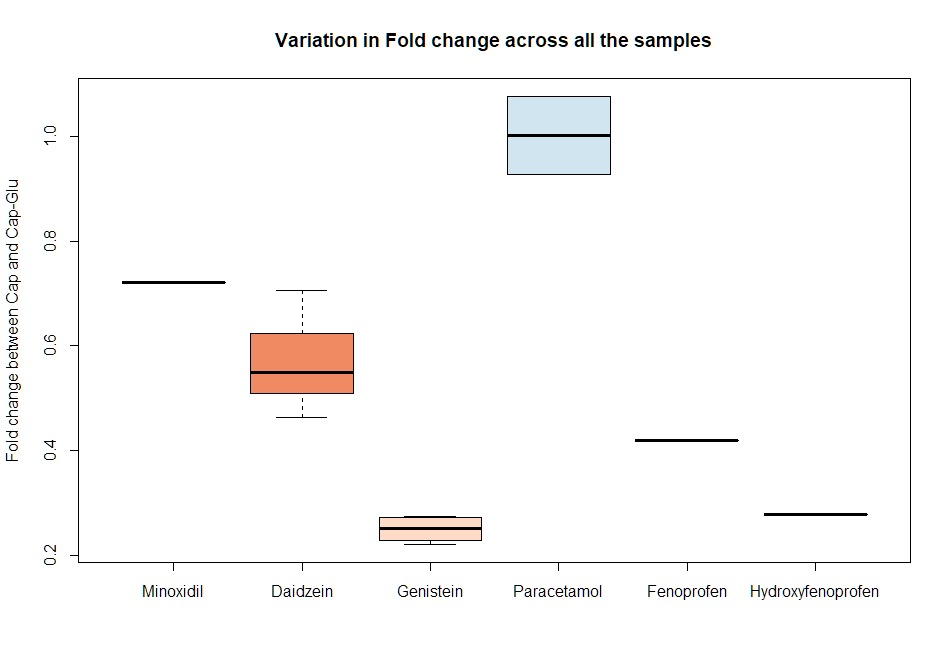 Variation in Fold change across all the samples
Fold change between Cap and Cap-Glu
1.0
0.8
0.6
0.4
0.2
Minoxidil Daidzein Genistein Paracetamol Fenoprofen Hydroxyfenoprofen